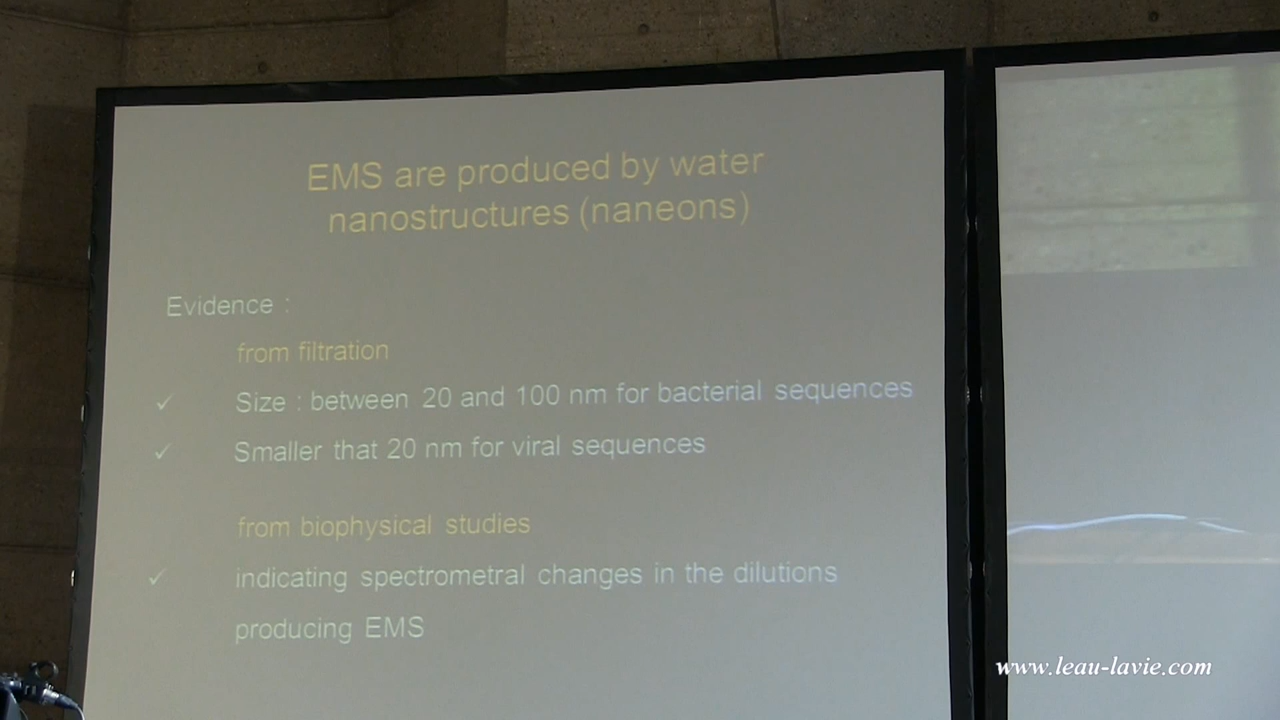 EMS are produced by water
nanostructures (naneons)
Evidence :
from filtration
✓ Size : between 20 and 100 nm for bacterial sequences
✓ Smaller that 20 nm for viral sequences
from biophysical studies
✓ indicating spectrometral changes in the dilutions
producing EMS
www.leau-lavie.com